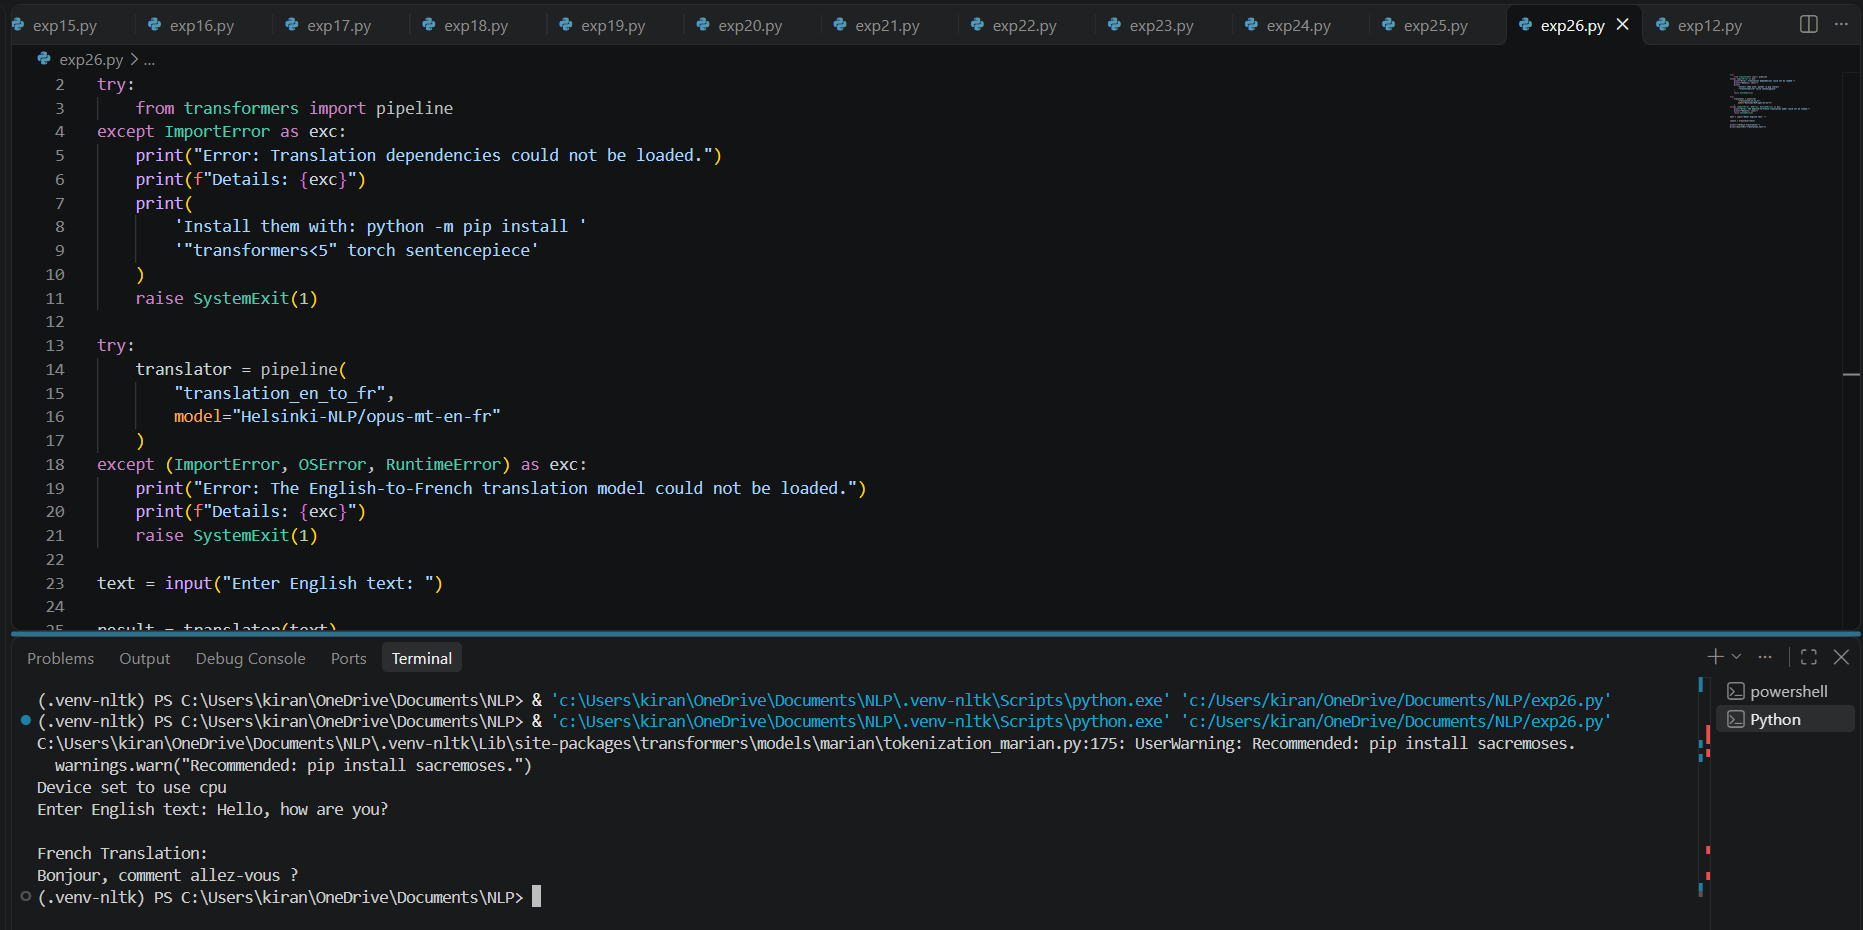 exp15.py exp16.py exp17.py exp18.py exp19.py exp20.py exp21.py exp22.py exp23.py exp24.py exp25.py exp26.py exp12.py
exp26.py > ...
2 try:
3     from transformers import pipeline
4 except ImportError as exc:
5     print("Error: Translation dependencies could not be loaded.")
6     print(f"Details: {exc}")
7     print(
8         'Install them with: python -m pip install '
9         '"transformers<5" torch sentencepiece'
10     )
11     raise SystemExit(1)
12
13 try:
14     translator = pipeline(
15         "translation_en_to_fr",
16         model="Helsinki-NLP/opus-mt-en-fr"
17     )
18 except (ImportError, OSError, RuntimeError) as exc:
19     print("Error: The English-to-French translation model could not be loaded.")
20     print(f"Details: {exc}")
21     raise SystemExit(1)
22
23 text = input("Enter English text: ")
24
25 result = translator(text)
Problems Output Debug Console Ports Terminal
(.venv-nltk) PS C:\Users\kiran\OneDrive\Documents\NLP> & 'c:\Users\kiran\OneDrive\Documents\NLP\.venv-nltk\Scripts\python.exe' 'c:/Users/kiran/OneDrive/Documents/NLP/exp26.py'
(.venv-nltk) PS C:\Users\kiran\OneDrive\Documents\NLP> & 'c:\Users\kiran\OneDrive\Documents\NLP\.venv-nltk\Scripts\python.exe' 'c:/Users/kiran/OneDrive/Documents/NLP/exp26.py'
C:\Users\kiran\OneDrive\Documents\NLP\.venv-nltk\Lib\site-packages\transformers\models\marian\tokenization_marian.py:175: UserWarning: Recommended: pip install sacremoses.
  warnings.warn("Recommended: pip install sacremoses.")
Device set to use cpu
Enter English text: Hello, how are you?
French Translation:
Bonjour, comment allez-vous ?
(.venv-nltk) PS C:\Users\kiran\OneDrive\Documents\NLP>
powershell
Python